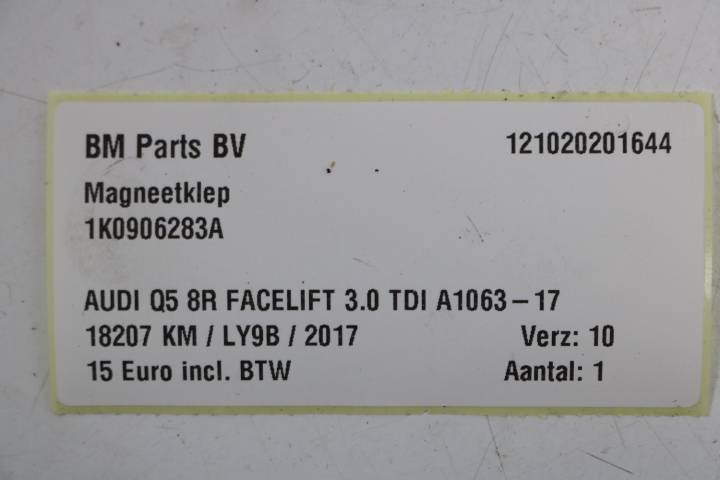 BM Parts BV 121020201644
Magneetklep
1K0906283A
AUDI Q5 8R FACELIFT 3.0 TDI A1063 – 17
18207 KM / LY9B / 2017 Verz: 10
15 Euro incl. BTW Aantal: 1